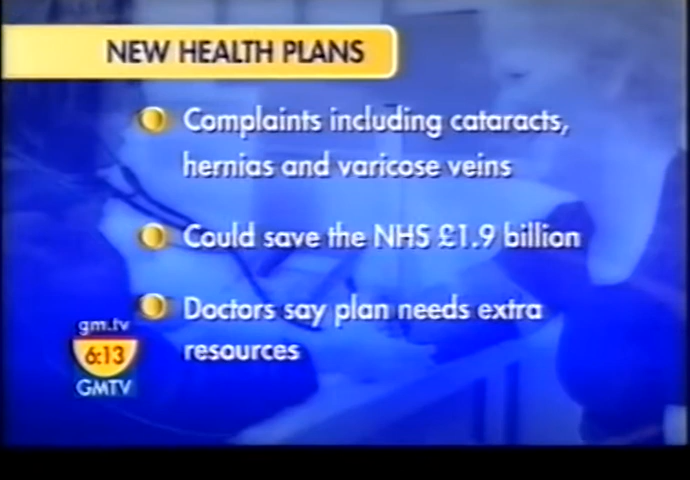 NEW HEALTH PLANS
Complaints including cataracts,
hernias and varicose veins
Could save the NHS £1.9 billion
Doctors say plan needs extra
resources
gm.tv
6:13
GMTV